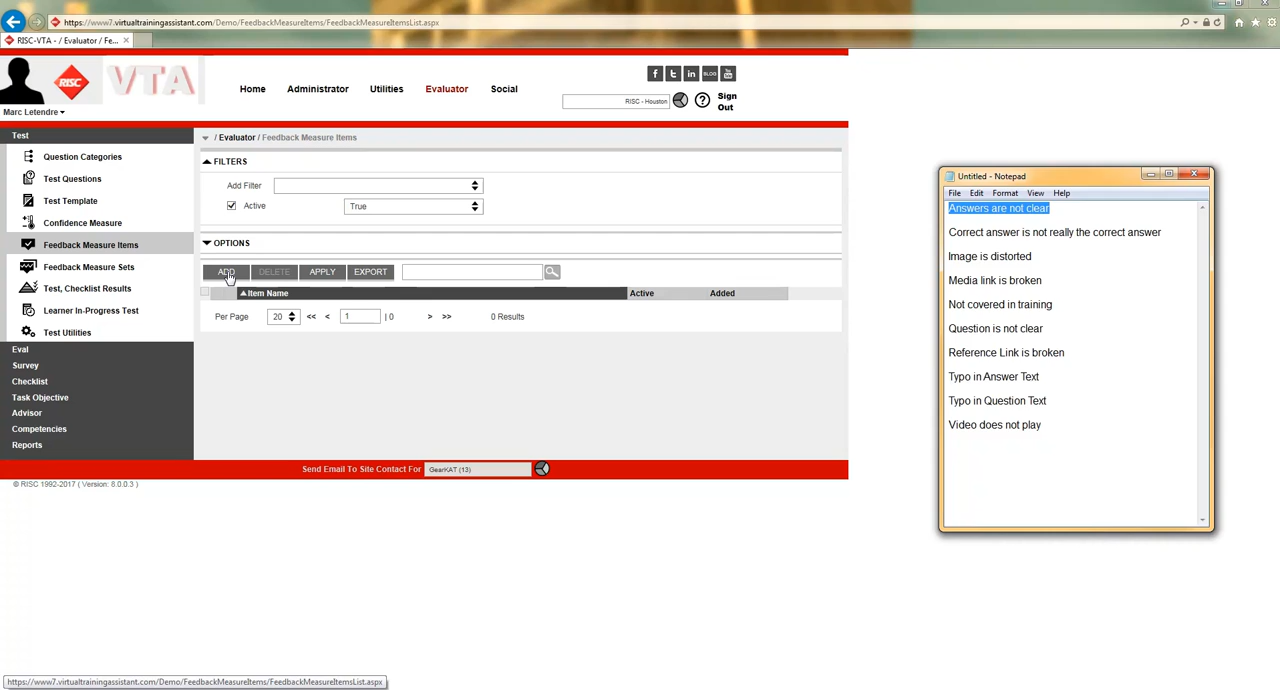 https://www7.virtualtrainingassistant.com/Demo/FeedbackMeasureItems/FeedbackMeasureItemsList.aspx
RISC-VTA - / Evaluator / Fe...
RISC
VTA
Marc Letendre
Home
Administrator
Utilities
Evaluator
Social
BLOG
RISC - Houston
Sign Out
Test
Question Categories
Test Questions
Test Template
Confidence Measure
Feedback Measure Items
Feedback Measure Sets
Test, Checklist Results
Learner In-Progress Test
Test Utilities
Eval
Survey
Checklist
Task Objective
Advisor
Competencies
Reports
/ Evaluator / Feedback Measure Items
FILTERS
Add Filter
Active
True
OPTIONS
ADD
DELETE
APPLY
EXPORT
Item Name
Active
Added
Per Page
20
<<
<
1
| 0
>
>>
0 Results
Send Email To Site Contact For
GearKAT (13)
© RISC 1992-2017 ( Version: 8.0.0.3 )
Untitled - Notepad
File Edit Format View Help
Answers are not clear
Correct answer is not really the correct answer
Image is distorted
Media link is broken
Not covered in training
Question is not clear
Reference Link is broken
Typo in Answer Text
Typo in Question Text
Video does not play
https://www7.virtualtrainingassistant.com/Demo/FeedbackMeasureItems/FeedbackMeasureItemsList.aspx